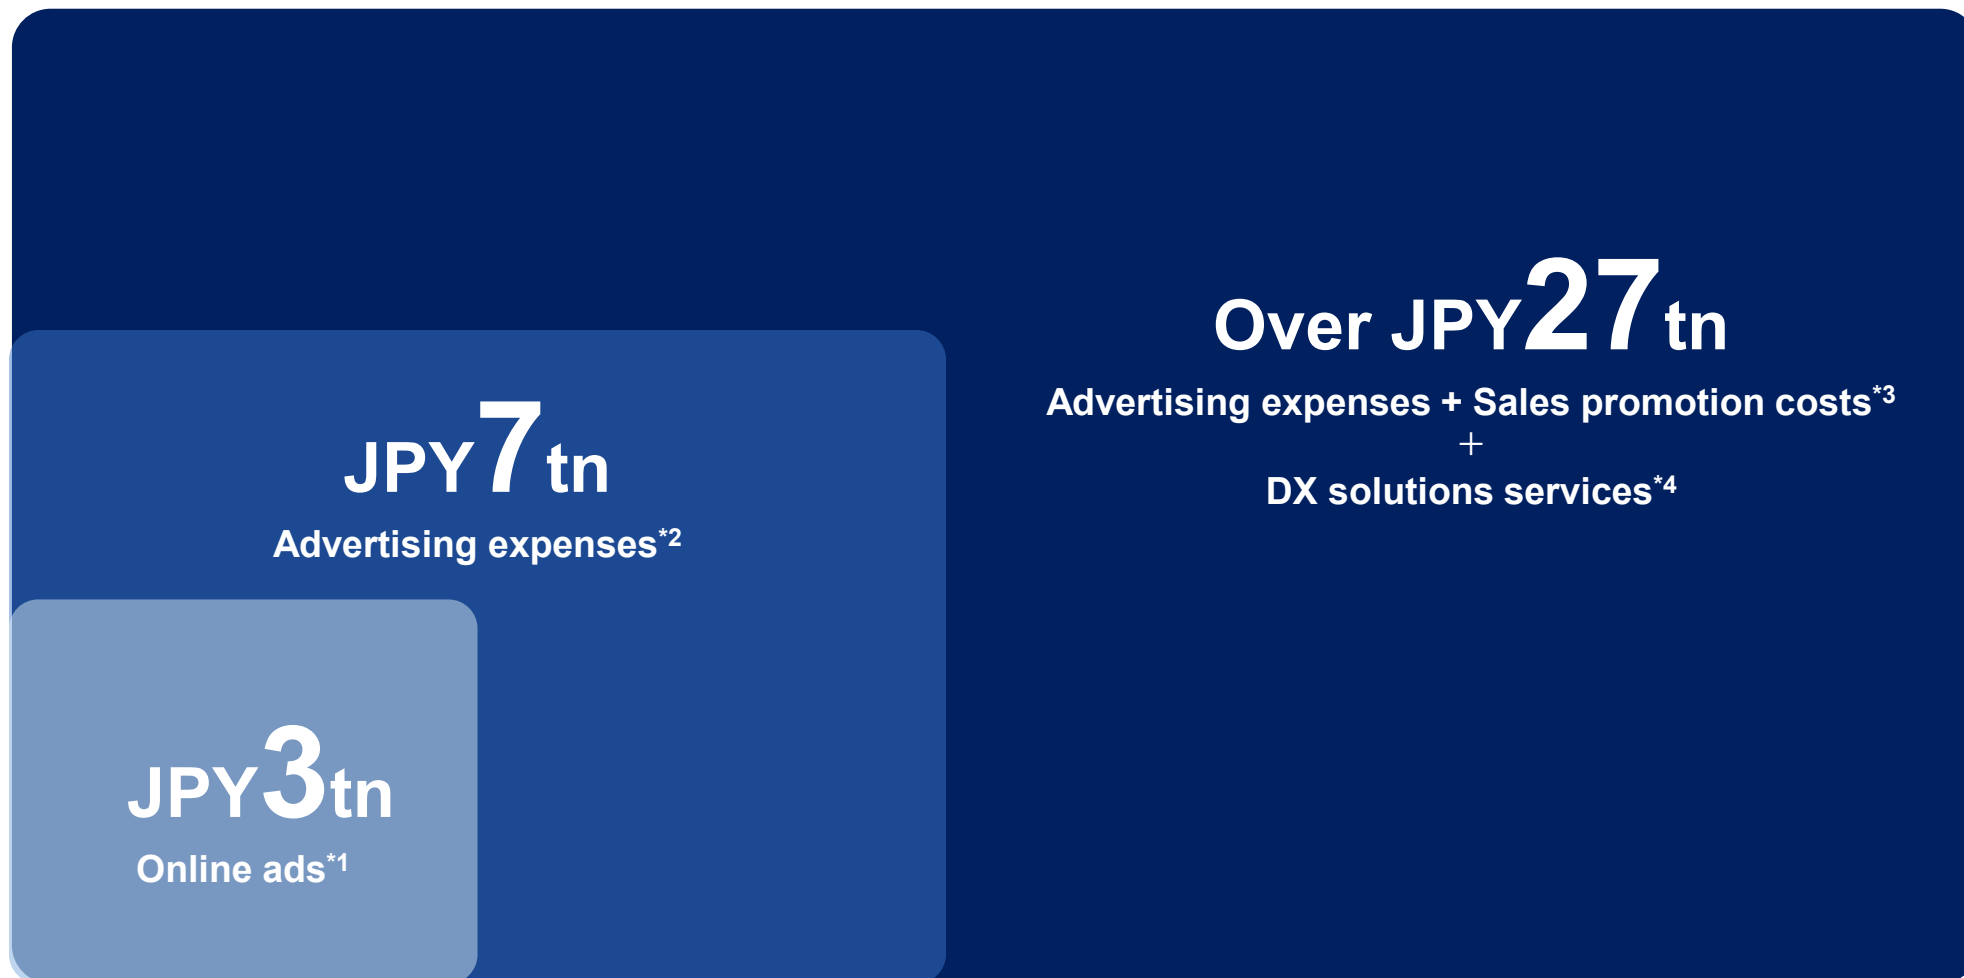 Over JPY27tn
Advertising expenses + Sales promotion costs*3
+
DX solutions services*4
JPY7tn
Advertising expenses*2
JPY3tn
Online ads*1